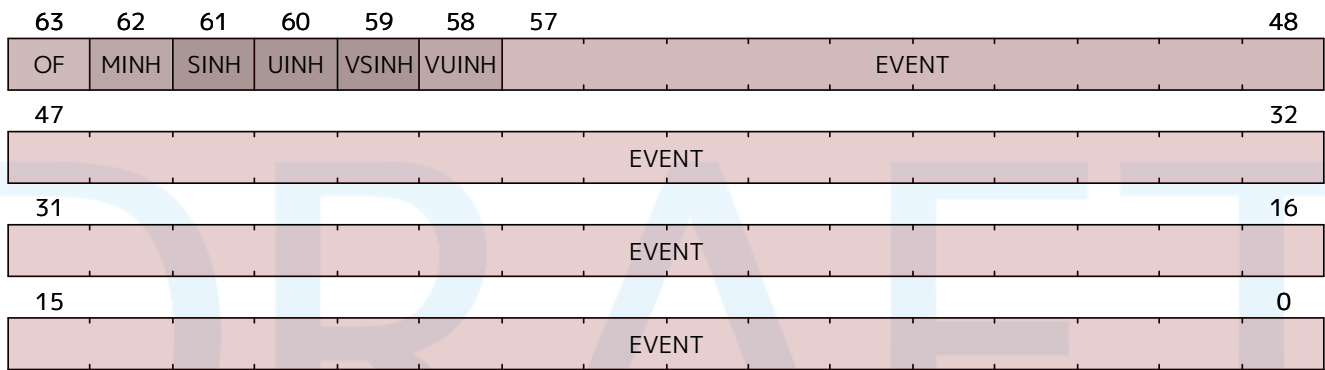 63 62 61 60 59 58 57 48
OF MINH SINH UINH VSINH VUINH EVENT
47 32
EVENT
31 16
EVENT
15 0
EVENT
DRAFT